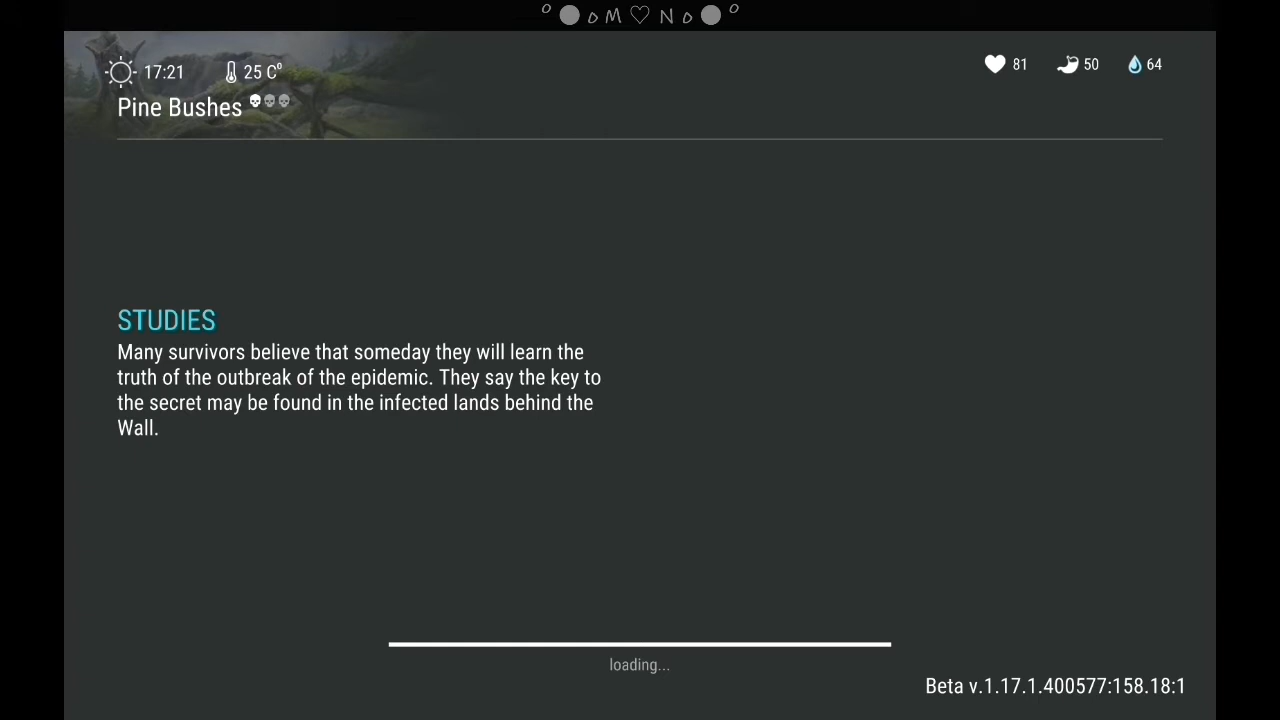 º ● o M ♡ N o ● º
17:21 25 Cº
Pine Bushes
81 50 64
STUDIES
Many survivors believe that someday they will learn the
truth of the outbreak of the epidemic. They say the key to
the secret may be found in the infected lands behind the
Wall.
loading...
Beta v.1.17.1.400577:158.18:1